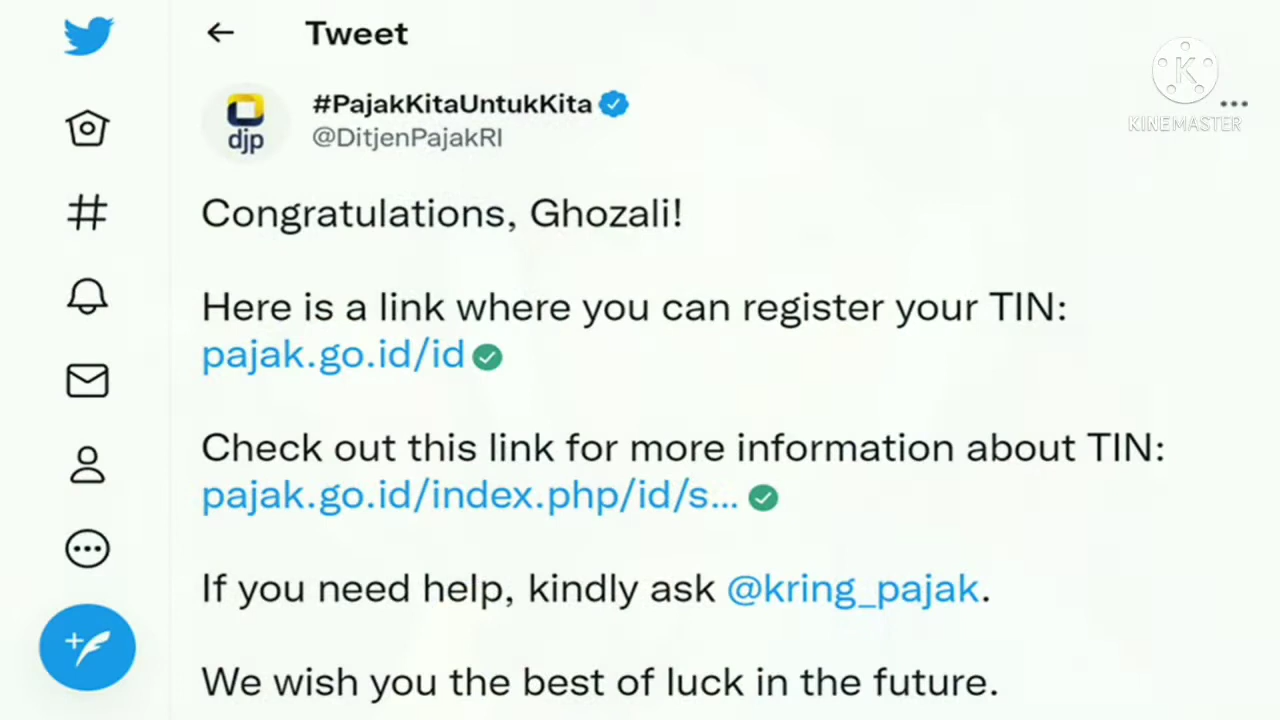 Tweet
#PajakKitaUntukKita
@DitjenPajakRI
djp
KINEMASTER
Congratulations, Ghozali!
Here is a link where you can register your TIN:
pajak.go.id/id
Check out this link for more information about TIN:
pajak.go.id/index.php/id/s...
If you need help, kindly ask @kring_pajak.
We wish you the best of luck in the future.